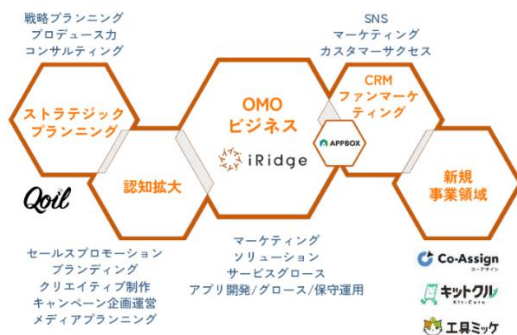 戦略プランニング
プロデュース力
コンサルティング
SNS
マーケティング
カスタマーサクセス
ストラテジック
プランニング
OMO
ビジネス
iRidge
CRM
ファンマーケ
ティング
APPBOX
Qoil
認知拡大
新規
事業領域
セールスプロモーション
ブランディング
クリエイティブ制作
キャンペーン企画運営
メディアプランニング
マーケティング
ソリューション
サービスグロース
アプリ開発/グロース/保守運用
Co-Assign
コーアサイン
キットクル
Kit-Curu
工具ミッケ